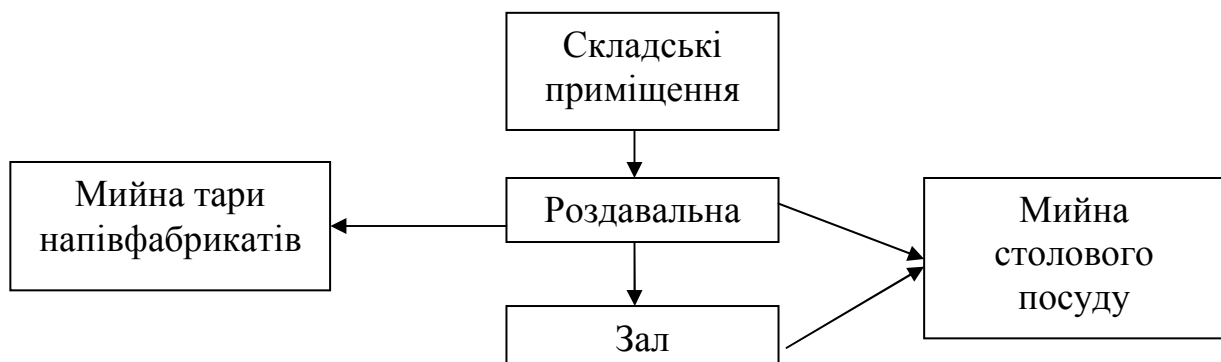 Складські
приміщення
Мийна тари
напівфабрикатів
Роздавальна
Мийна
столового
посуду
Зал